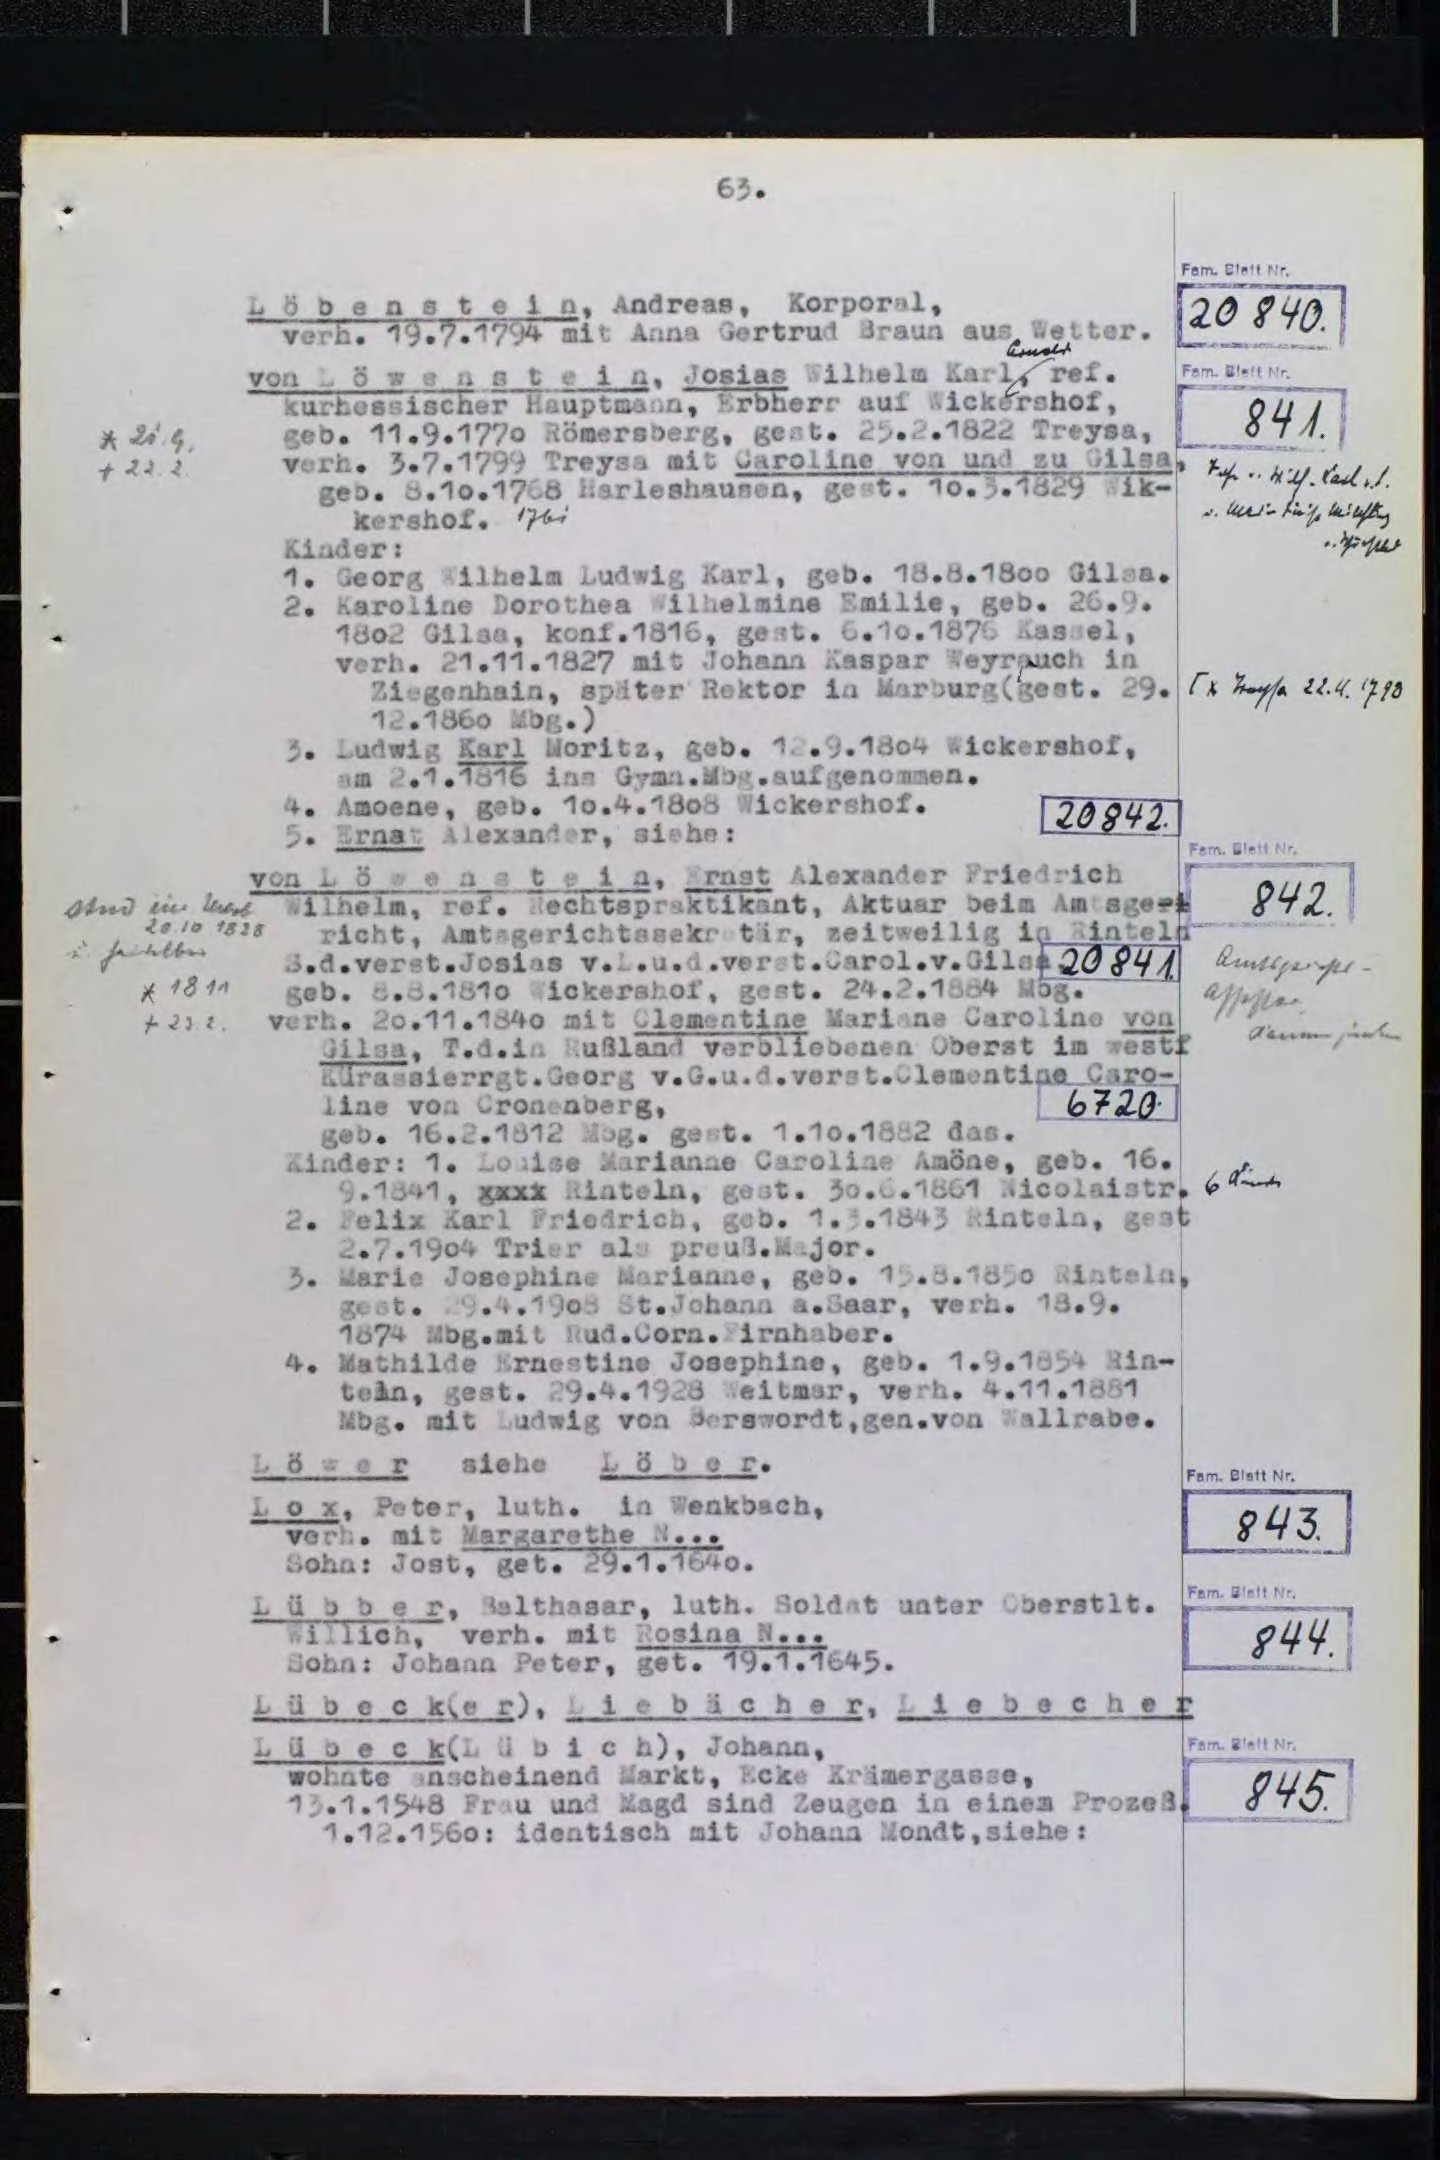 63.
Fam. Blatt Nr.
L ö b e n s t e i n, Andreas, Korporal,
20 840.
verh. 19.7.1794 mit Anna Gertrud Braun aus Wetter.
Arnold
Fam. Blatt Nr.
von L ö w e n s t e i n, Josias Wilhelm Karl, ref.
841.
kurhessischer Hauptmann, Erbherr auf Wickershof,
geb. 11.9.1770 Römersberg, gest. 25.2.1822 Treysa,
+ 22.2.
verh. 3.7.1799 Treysa mit Caroline von und zu Gilsa,
geb. 8.10.1768 Harleshausen, gest. 10.3.1829 Wik-
kershof.
Kinder:
1. Georg Wilhelm Ludwig Karl, geb. 18.8.1800 Gilsa.
2. Karoline Dorothea Wilhelmine Emilie, geb. 26.9.
1802 Gilsa, konf.1816, gest. 6.10.1876 Kassel,
verh. 21.11.1827 mit Johann Kaspar Weyrauch in
Ziegenhain, später Rektor in Marburg(gest. 29.
12.1860 Mbg.)
3. Ludwig Karl Moritz, geb. 12.9.1804 Wickershof,
am 2.1.1816 ins Gymn.Mbg.aufgenommen.
4. Amoene, geb. 10.4.1808 Wickershof.
20842.
5. Ernst Alexander, siehe:
Fam. Blatt Nr.
von L ö w e n s t e i n, Ernst Alexander Friedrich
842.
Wilhelm, ref. Rechtspraktikant, Aktuar beim Amtsgeri
20.10 1828
richt, Amtsgerichtssekretär, zeitweilig in Rinteln
S.d.verst.Josias v.L.u.d.verst.Carol.v.Gilsa
20841.
* 1811
geb. 8.8.1810 Wickershof, gest. 24.2.1884 Mbg.
+ 23.2.
verh. 20.11.1840 mit Clementine Mariane Caroline von
Gilsa, T.d.in Rußland verbliebenen Oberst im westf
Kürassierrgt.Georg v.G.u.d.verst.Clementine Caro-
line von Cronenberg,
6720.
geb. 16.2.1812 Mbg. gest. 1.10.1882 das.
Kinder: 1. Louise Marianne Caroline Amöne, geb. 16.
9.1841, xxxx Rinteln, gest. 30.6.1861 Nicolaistr.
2. Felix Karl Friedrich, geb. 1.3.1843 Rinteln, gest
2.7.1904 Trier als preuß.Major.
3. Marie Josephine Marianne, geb. 15.8.1850 Rinteln,
gest. 29.4.1908 St.Johann a.Saar, verh. 18.9.
1874 Mbg.mit Rud.Corn.Firnhaber.
4. Mathilde Ernestine Josephine, geb. 1.9.1854 Rin-
teln, gest. 29.4.1928 Weitmar, verh. 4.11.1881
Mbg. mit Ludwig von Berswordt,gen.von Wallrabe.
L ö w e r siehe L ö b e r.
Fam. Blatt Nr.
L o x, Peter, luth. in Wenkbach,
843.
verh. mit Margarethe N...
Sohn: Jost, get. 29.1.1640.
Fam. Blatt Nr.
L ü b b e r, Balthasar, luth. Soldat unter Oberstlt.
844.
Willich, verh. mit Rosina N...
Sohn: Johann Peter, get. 19.1.1645.
L ü b e c k(e r), L i e b ä c h e r, L i e b e c h e r
Fam. Blatt Nr.
L ü b e c k(L ü b i c h), Johann,
845.
wohnte anscheinend Markt, Ecke Krämergasse,
13.1.1548 Frau und Magd sind Zeugen in einem Prozeß.
1.12.1560: identisch mit Johann Mondt,siehe: